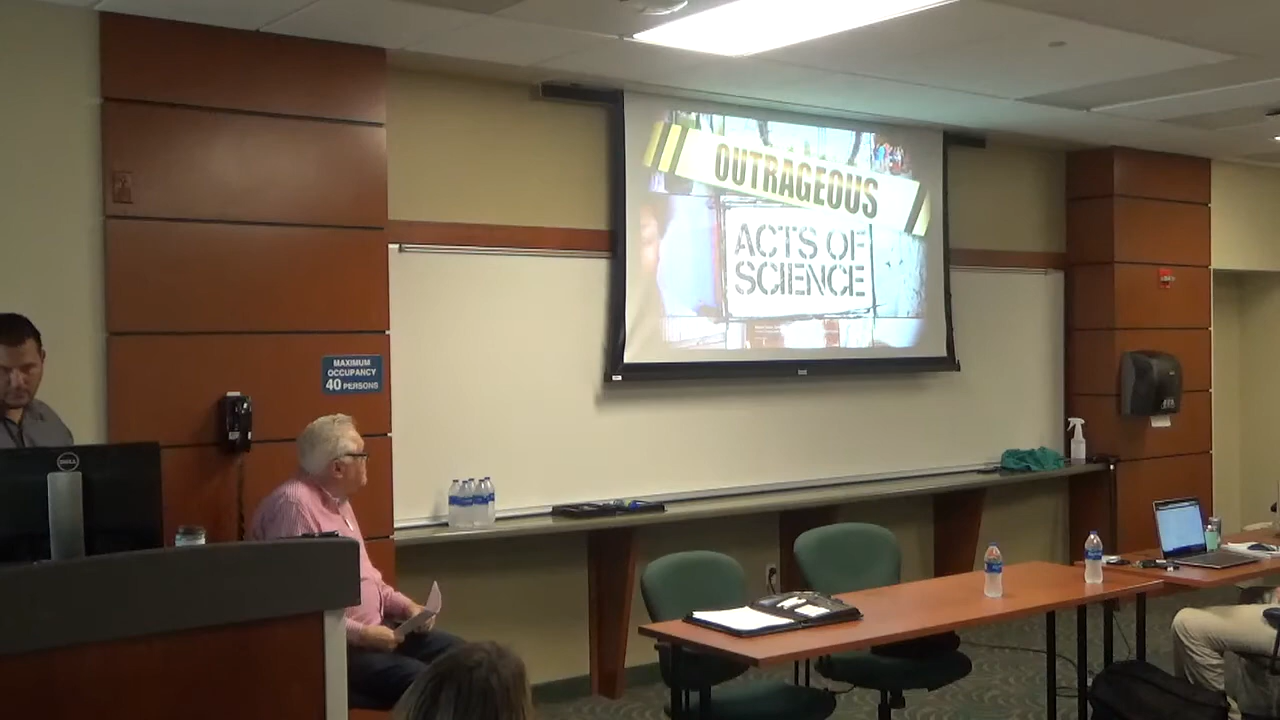 OUTRAGEOUS
ACTS OF
SCIENCE
MAXIMUM
OCCUPANCY
40 PERSONS
DELL